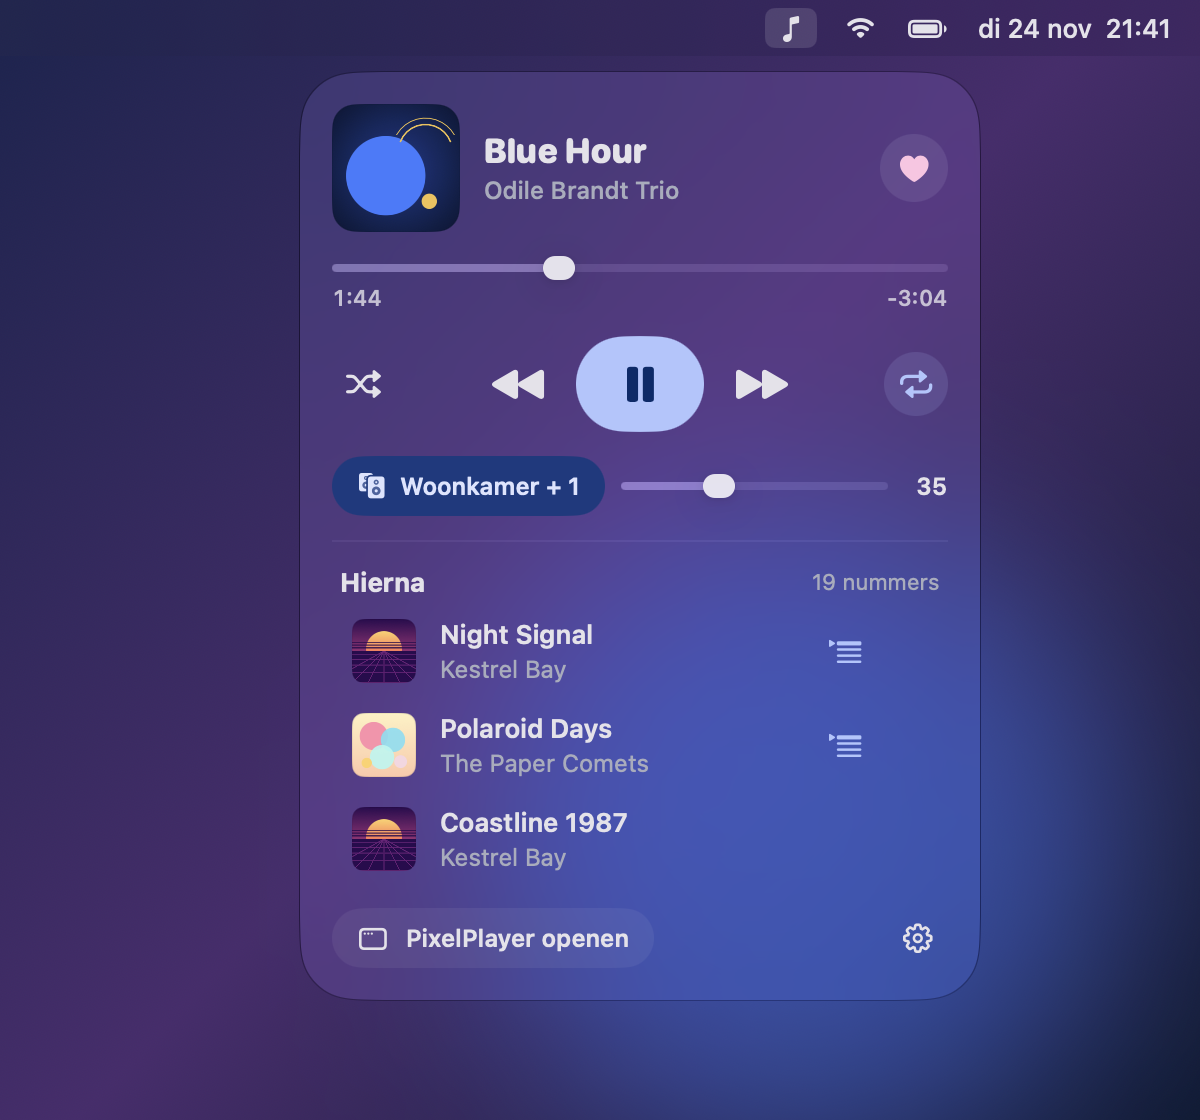 di 24 nov 21:41
Blue Hour
Odile Brandt Trio
1:44
-3:04
Woonkamer + 1
35
Hierna
19 nummers
Night Signal
Kestrel Bay
Polaroid Days
The Paper Comets
Coastline 1987
Kestrel Bay
PixelPlayer openen